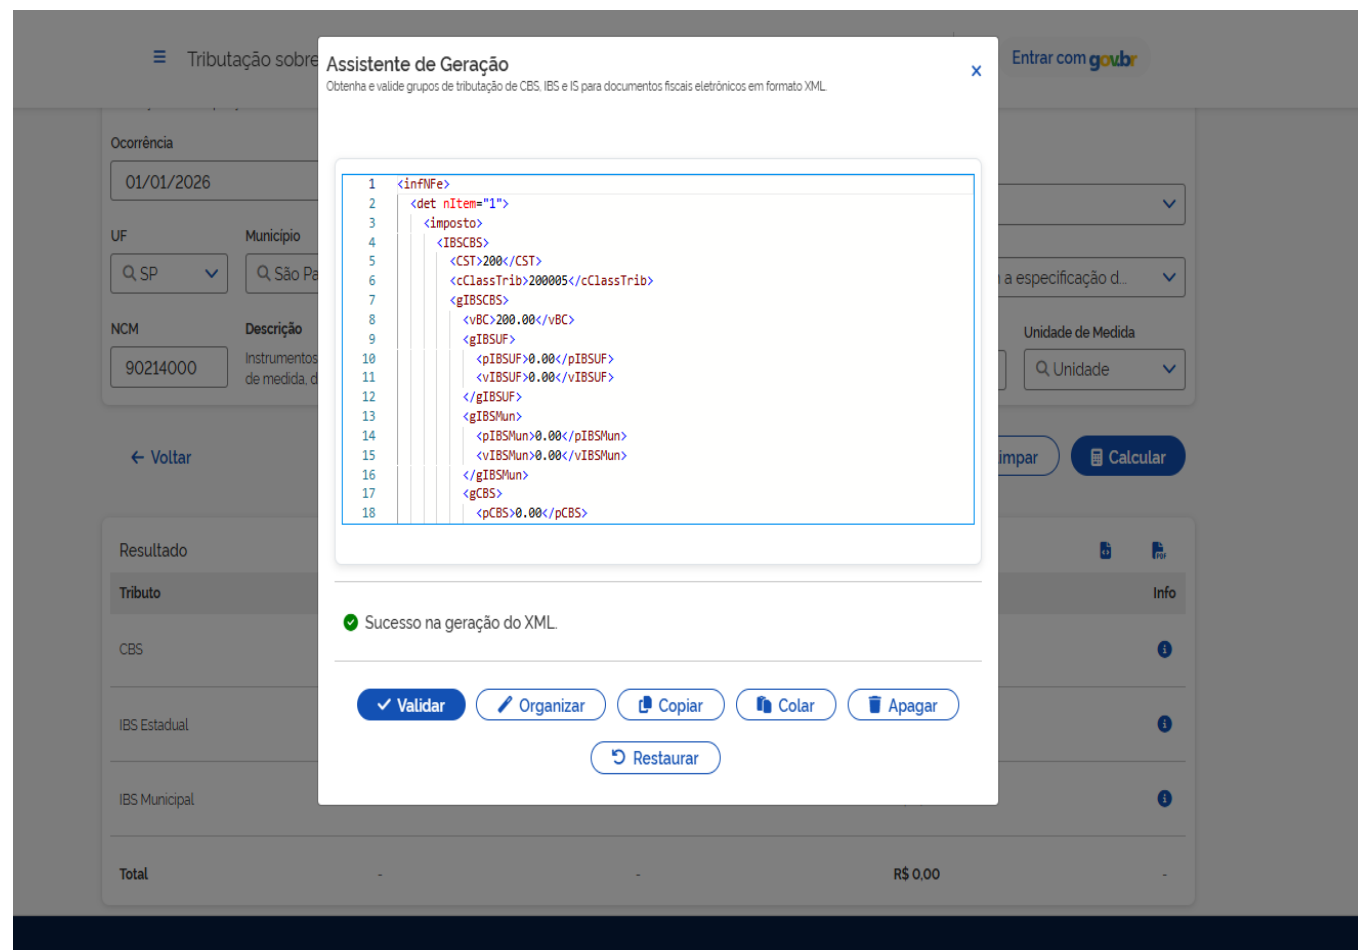 Tributação sobre
Entrar com gov.br
Assistente de Geração
Obtenha e valide grupos de tributação de CBS, IBS e IS para documentos fiscais eletrônicos em formato XML.
Ocorrência
01/01/2026
UF
Município
SP
São Pa
a especificação d...
NCM
Descrição
Unidade de Medida
90214000
Instrumentos
de medida, d
Unidade
1 <infNFe>
2 <det nItem="1">
3 <imposto>
4 <IBSCBS>
5 <CST>200</CST>
6 <cClassTrib>200005</cClassTrib>
7 <gIBSCBS>
8 <vBC>200.00</vBC>
9 <gIBSUF>
10 <pIBSUF>0.00</pIBSUF>
11 <vIBSUF>0.00</vIBSUF>
12 </gIBSUF>
13 <gIBSMun>
14 <pIBSMun>0.00</pIBSMun>
15 <vIBSMun>0.00</vIBSMun>
16 </gIBSMun>
17 <gCBS>
18 <pCBS>0.00</pCBS>
Voltar
impar
Calcular
Resultado
PDF
Tributo
Info
Sucesso na geração do XML.
CBS
Validar
Organizar
Copiar
Colar
Apagar
IBS Estadual
Restaurar
IBS Municipal
Total
-
-
R$ 0,00
-